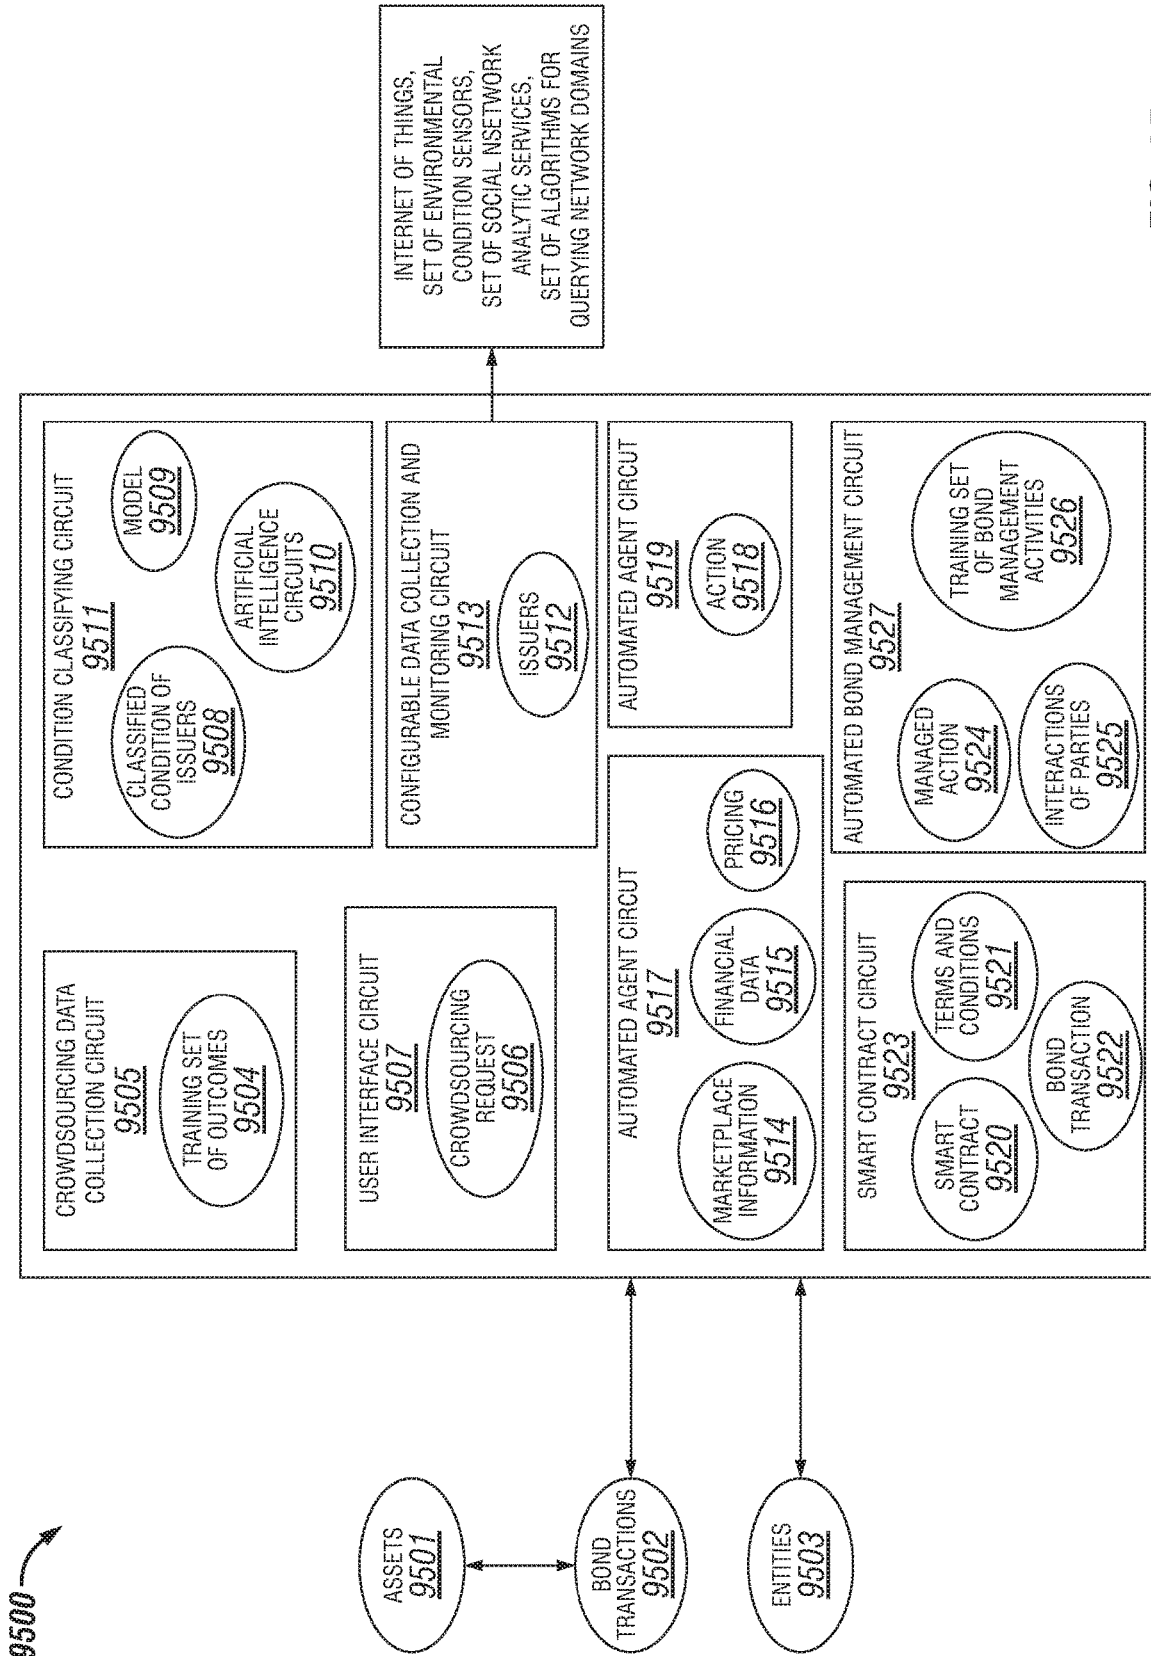 9500
ASSETS
9501
BOND
TRANSACTIONS
9502
ENTITIES
9503
CROWDSOURCING DATA
COLLECTION CIRCUIT
9505
TRAINING SET
OF OUTCOMES
9504
USER INTERFACE CIRCUIT
9507
CROWDSOURCING
REQUEST
9506
CONDITION CLASSIFYING CIRCUIT
9511
CLASSIFIED
CONDITION OF
ISSUERS
9508
MODEL
9509
ARTIFICIAL
INTELLIGENCE
CIRCUITS
9510
CONFIGURABLE DATA COLLECTION AND
MONITORING CIRCUIT
9513
ISSUERS
9512
AUTOMATED AGENT CIRCUT
9517
MARKETPLACE
INFORMATION
9514
FINANCIAL
DATA
9515
PRICING
9516
AUTOMATED AGENT CIRCUT
9519
ACTION
9518
SMART CONTRACT CIRCUIT
9523
SMART
CONTRACT
9520
TERMS AND
CONDITIONS
9521
BOND
TRANSACTION
9522
AUTOMATED BOND MANAGEMENT CIRCUIT
9527
MANAGED
ACTION
9524
INTERACTIONS
OF PARTIES
9525
TRAINING SET
OF BOND
MANAGEMENT
ACTIVITIES
9526
INTERNET OF THINGS,
SET OF ENVIRONMENTAL
CONDITION SENSORS,
SET OF SOCIAL NSETWORK
ANALYTIC SERVICES,
SET OF ALGORITHMS FOR
QUERYING NETWORK DOMAINS